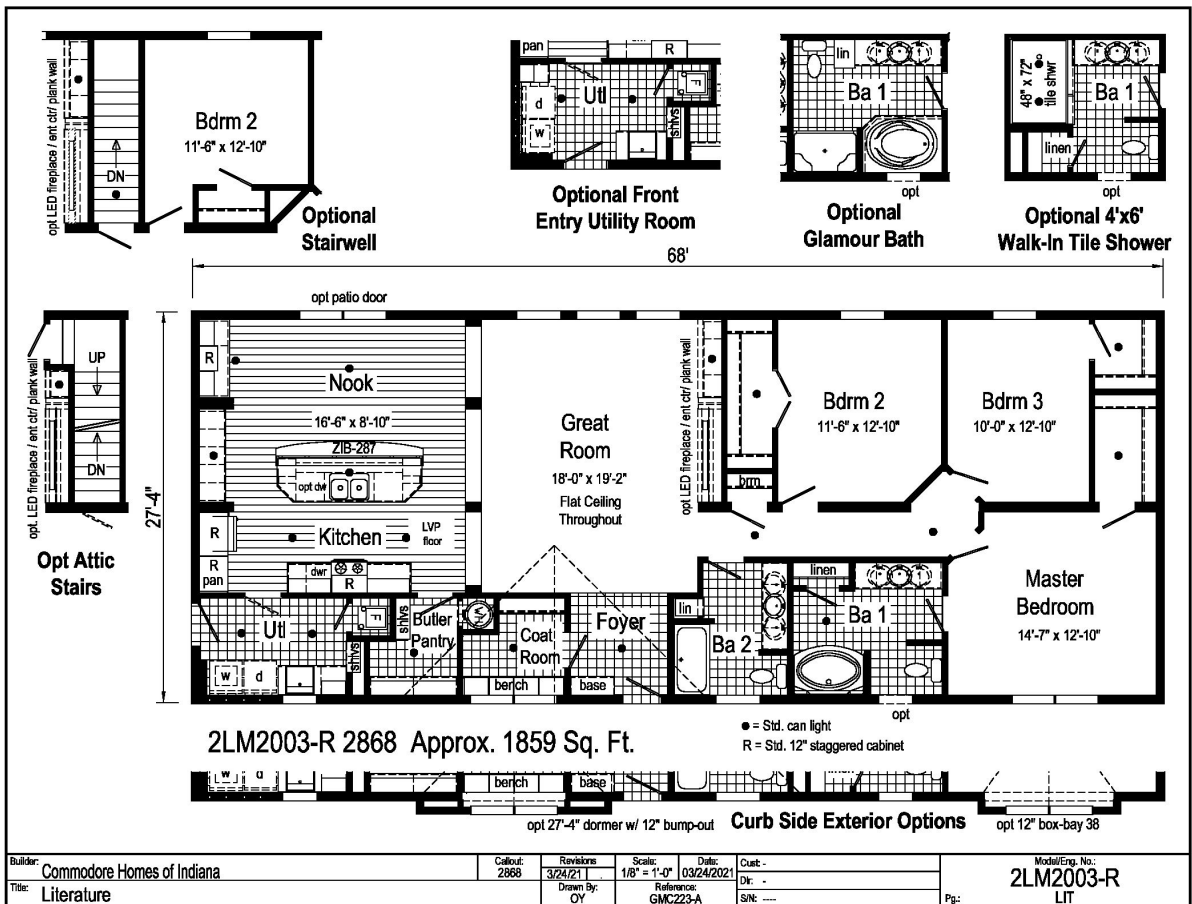 opt LED fireplace / ent ctr / plank wall
DN
Bdrm 2
11'-6" x 12'-10"
Optional
Stairwell
pan
R
Utl
F
d
w
shlvs
Optional Front
Entry Utility Room
lin
Ba 1
opt
Optional
Glamour Bath
48" x 72"
tile shwr
Ba 1
linen
opt
Optional 4'x6'
Walk-In Tile Shower
68'
opt patio door
27'-4"
opt. LED fireplace / ent ctr/ plank wall
UP
DN
Opt Attic
Stairs
R
Nook
16'-6" x 8'-10"
ZIB-287
opt dw
Kitchen
LVP
floor
R
R
pan
dwr
R
Great
Room
18'-0" x 19'-2"
Flat Ceiling
Throughout
opt LED fireplace / ent ctr/ plank wall
brm
Bdrm 2
11'-6" x 12'-10"
Bdrm 3
10'-0" x 12'-10"
Master
Bedroom
14'-7" x 12'-10"
Utl
F
shlvs
shlvs
w
d
Butler
Pantry
WH
Coat
Room
bench
Foyer
base
lin
Ba 2
linen
Ba 1
opt
2LM2003-R 2868 Approx. 1859 Sq. Ft.
● = Std. can light
R = Std. 12" staggered cabinet
w
d
bench
base
linen
opt 27'-4" dormer w/ 12" bump-out
Curb Side Exterior Options
opt 12" box-bay 38
Builder: Commodore Homes of Indiana
Title: Literature
Callout:
2868
Revisions
3/24/21
Drawn By:
OY
Scale:
1/8" = 1'-0"
Date:
03/24/2021
Reference:
GMC223-A
Cust: -
Dlr: -
S/N: ----
Model/Eng. No.:
2LM2003-R
Pg.: LIT